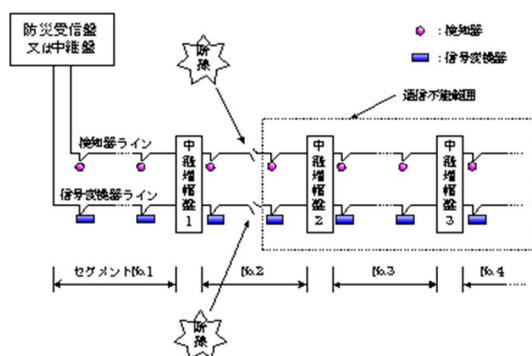 防災受信盤
又は中継盤
断線
：検知器
：信号変換器
通信不能範囲
検知器ライン
信号変換器ライン
中継増幅盤1
中継増幅盤2
中継増幅盤3
セグメントNo.1
No.2
No.3
No.4
断線